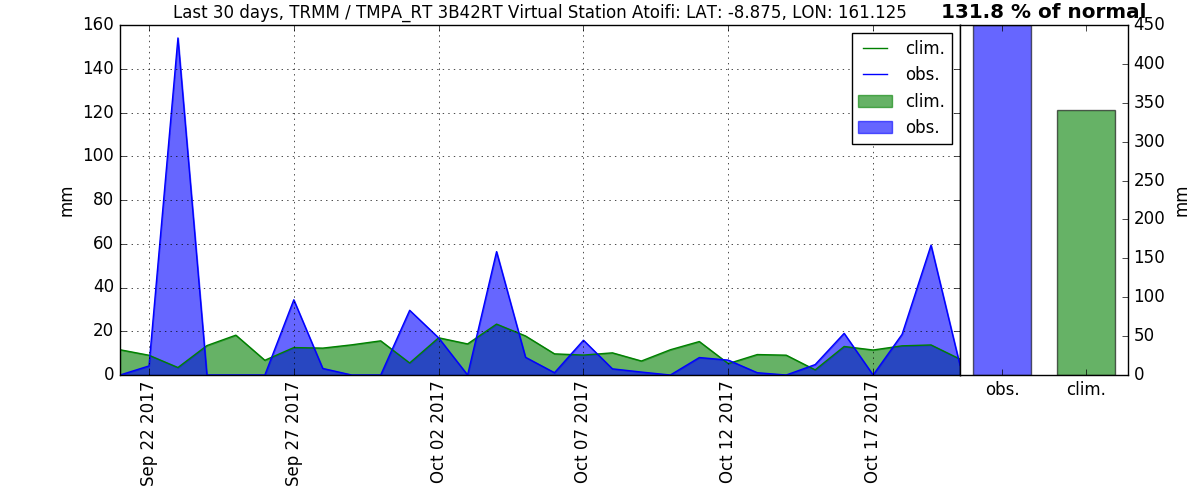 Last 30 days, TRMM / TMPA_RT 3B42RT Virtual Station Atoifi: LAT: -8.875, LON: 161.125
131.8 % of normal
160
140
120
100
80
60
40
20
0
mm
clim.
obs.
clim.
obs.
Sep 22 2017
Sep 27 2017
Oct 02 2017
Oct 07 2017
Oct 12 2017
Oct 17 2017
450
400
350
300
250
200
150
100
50
0
mm
obs.
clim.